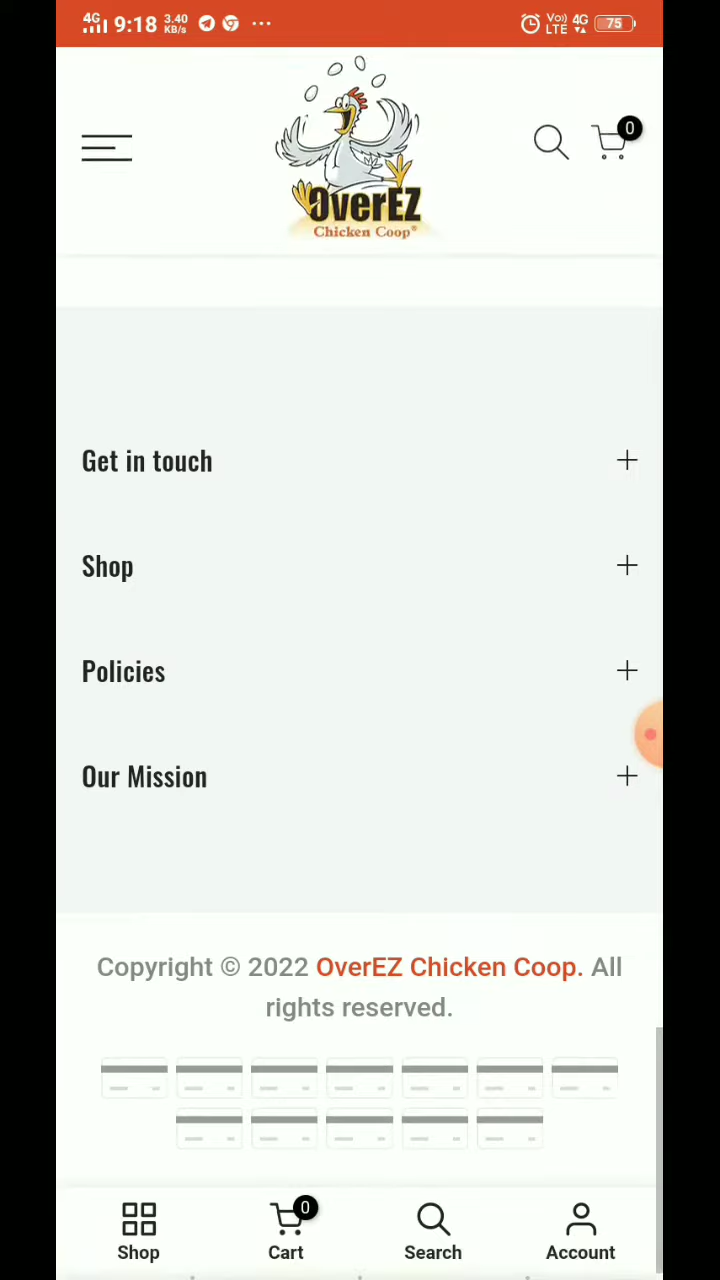 4G 9:18 3.40 KB/s ... Vo)) LTE 4G 75
0
OverEZ
Chicken Coop®
Get in touch +
Shop +
Policies +
Our Mission +
Copyright © 2022 OverEZ Chicken Coop. All
rights reserved.
0
Shop Cart Search Account